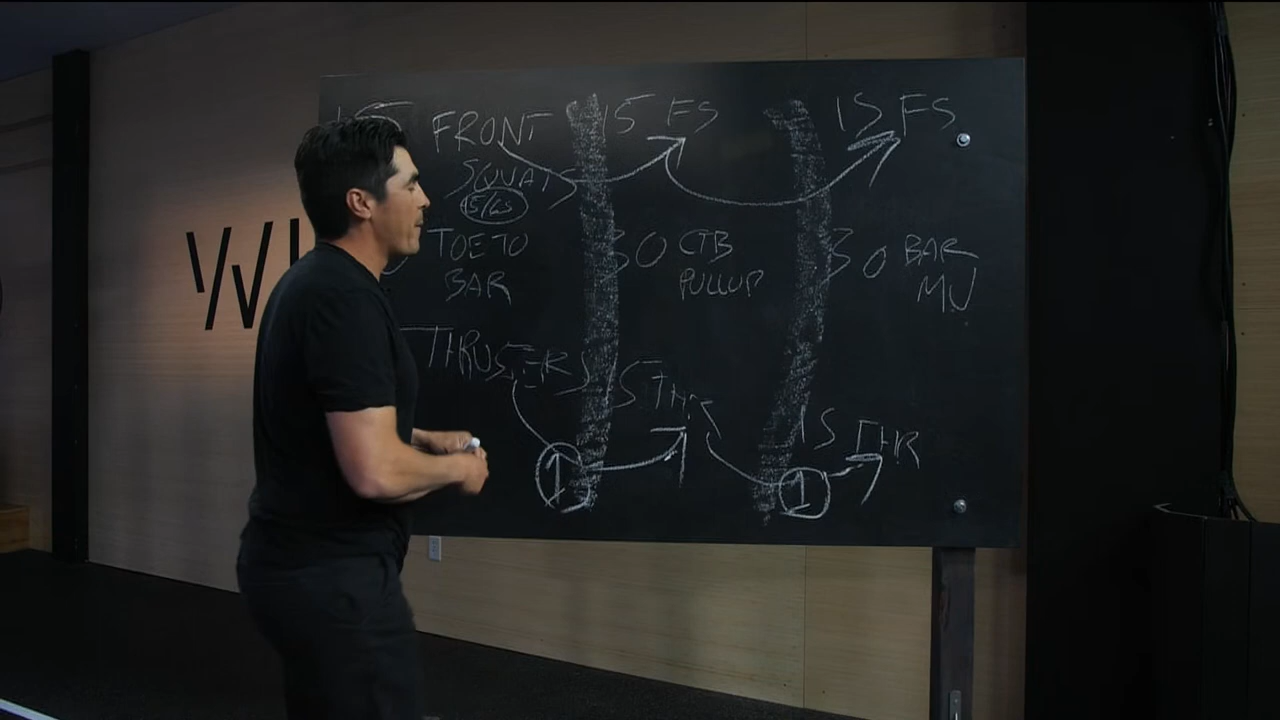 15 FRONT 15 FS 15 FS
SQUATS
TOE TO 30 CTB 30 BAR
BAR PULLUP MU
THRUSTERS 15 THR
15 THR
1 1